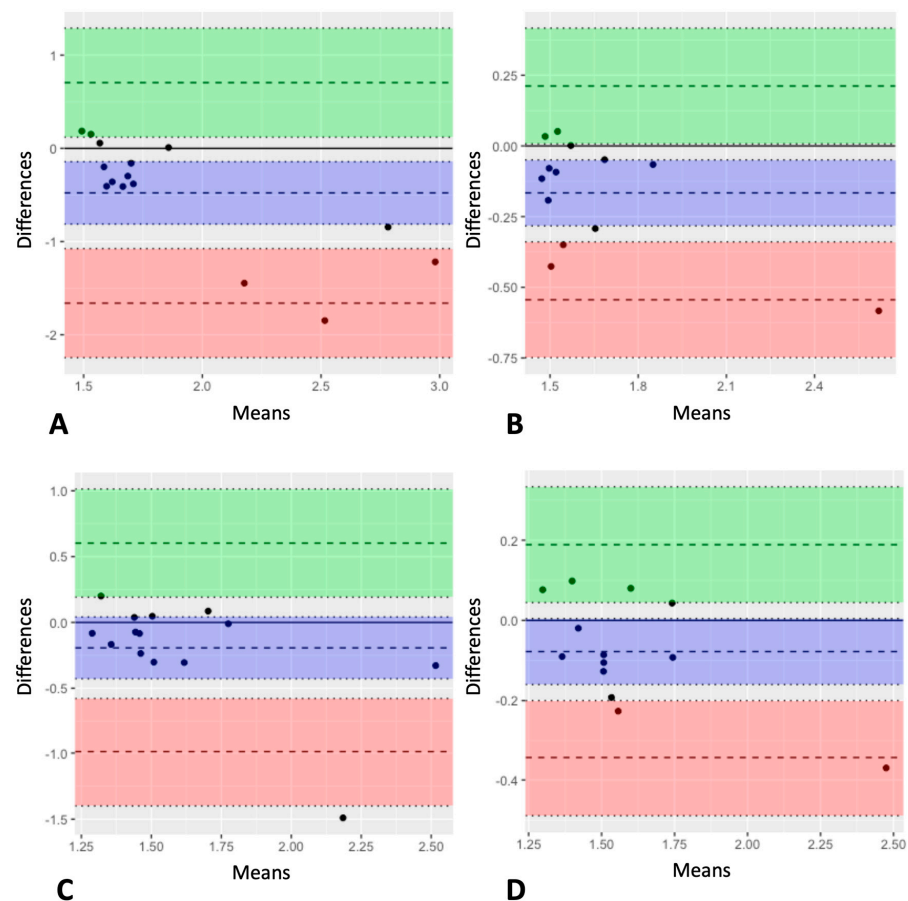 1
0
-1
-2
Differences
1.5 2.0 2.5 3.0
Means
A
0.25
0.00
-0.25
-0.50
-0.75
Differences
1.5 1.8 2.1 2.4
Means
B
1.0
0.5
0.0
-0.5
-1.0
-1.5
Differences
1.25 1.50 1.75 2.00 2.25 2.50
Means
C
0.2
0.0
-0.2
-0.4
Differences
1.25 1.50 1.75 2.00 2.25 2.50
Means
D